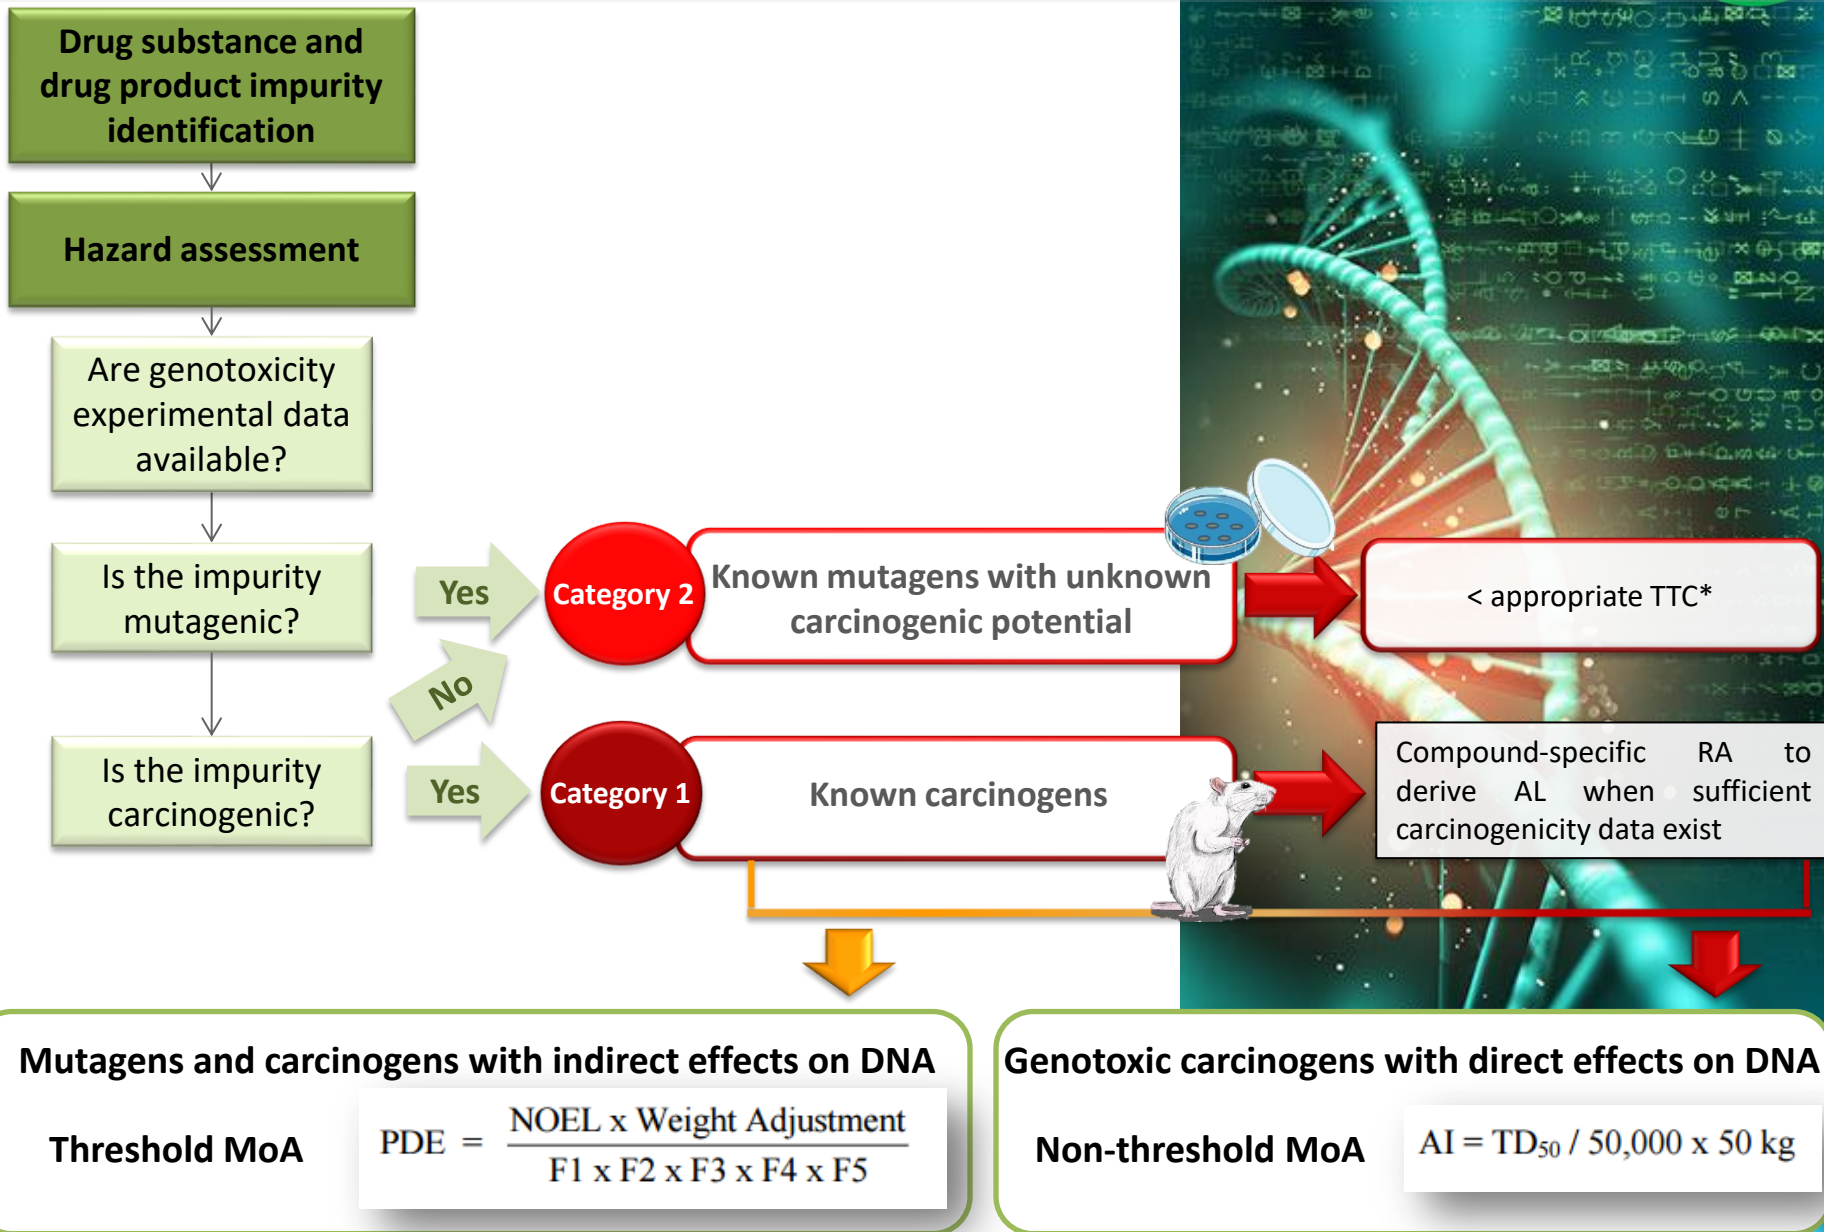 Drug substance and
drug product impurity
identification
Hazard assessment
Are genotoxicity
experimental data
available?
Is the impurity
mutagenic?
Yes
Category 2
Known mutagens with unknown
carcinogenic potential
< appropriate TTC*
No
Is the impurity
carcinogenic?
Yes
Category 1
Known carcinogens
Compound-specific RA to
derive AL when sufficient
carcinogenicity data exist
Mutagens and carcinogens with indirect effects on DNA
Threshold MoA
PDE = NOEL x Weight Adjustment
F1 x F2 x F3 x F4 x F5
Genotoxic carcinogens with direct effects on DNA
Non-threshold MoA
AI = TD₅₀ / 50,000 x 50 kg